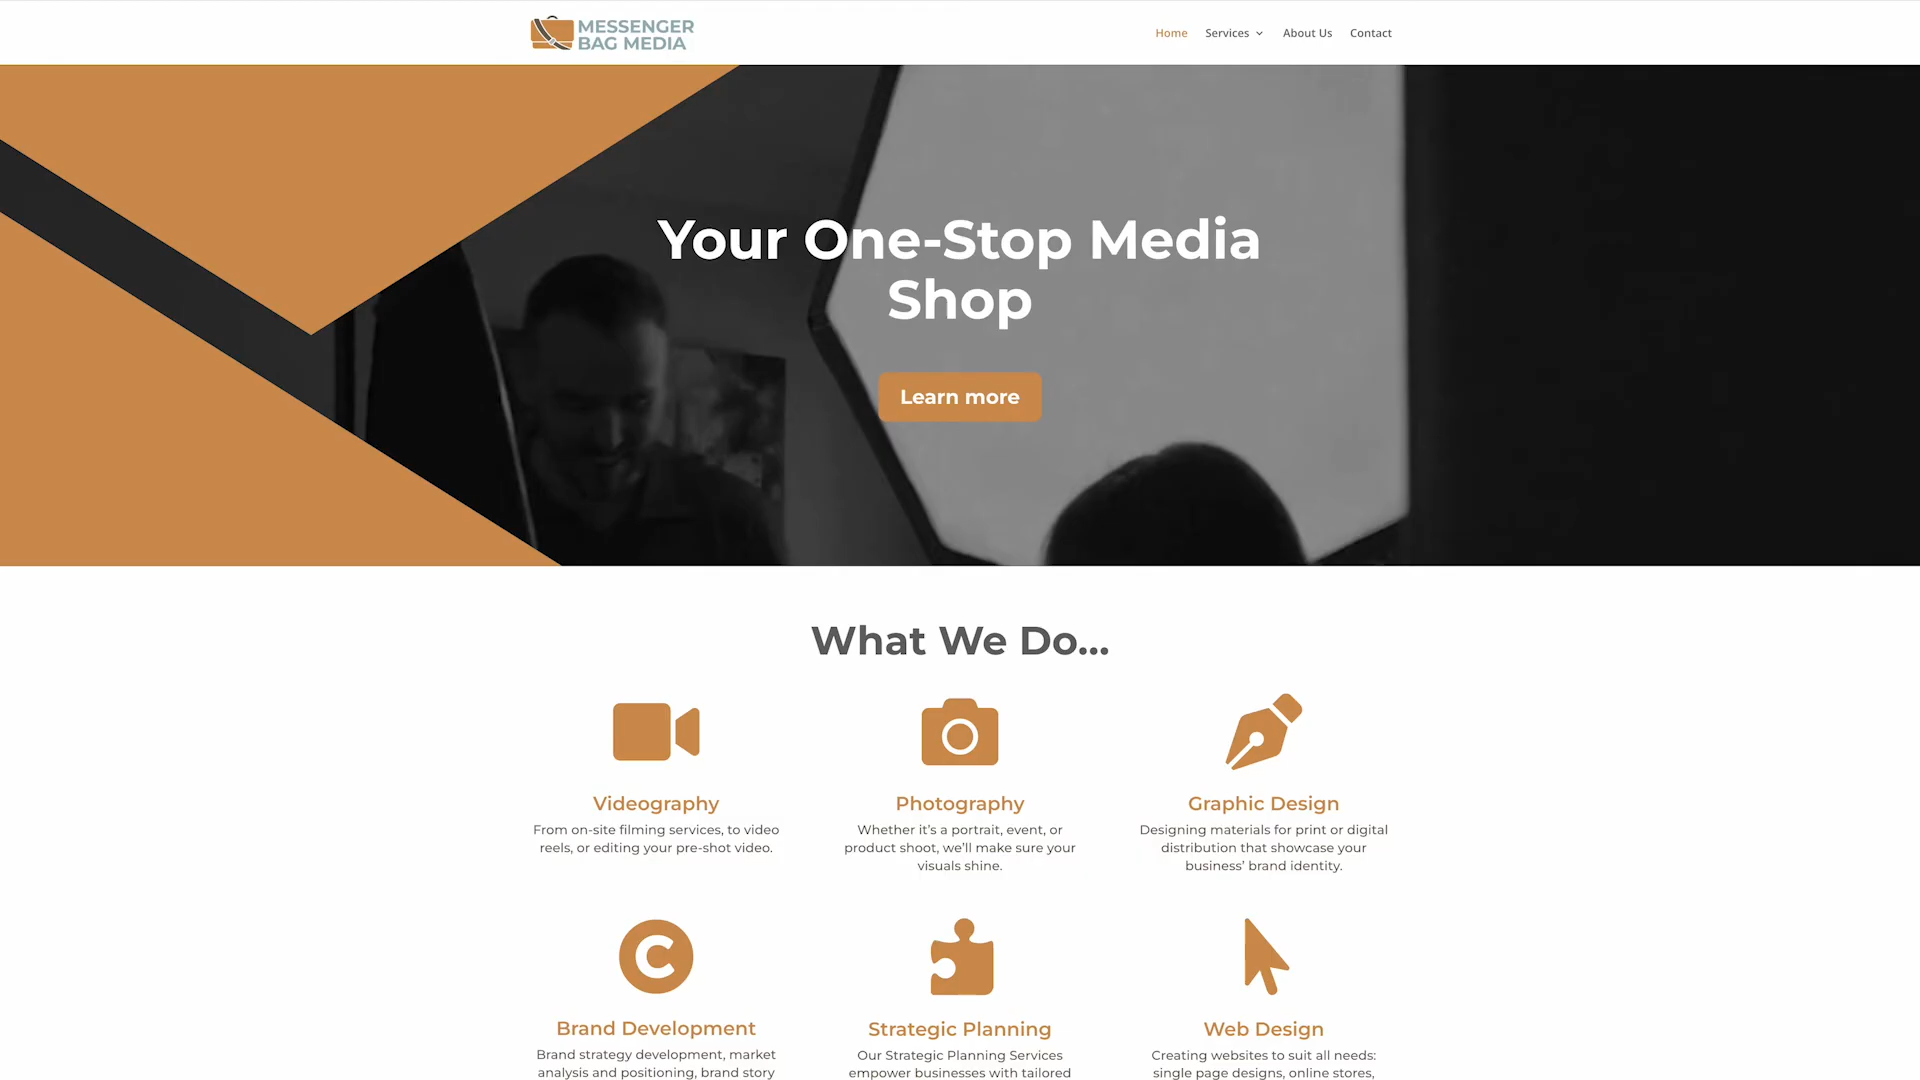 MESSENGER
BAG MEDIA
Home Services About Us Contact
Your One-Stop Media
Shop
Learn more
What We Do...
Videography
From on-site filming services, to video
reels, or editing your pre-shot video.
Photography
Whether it's a portrait, event, or
product shoot, we'll make sure your
visuals shine.
Graphic Design
Designing materials for print or digital
distribution that showcase your
business' brand identity.
Brand Development
Brand strategy development, market
analysis and positioning, brand story
Strategic Planning
Our Strategic Planning Services
empower businesses with tailored
Web Design
Creating websites to suit all needs:
single page designs, online stores,